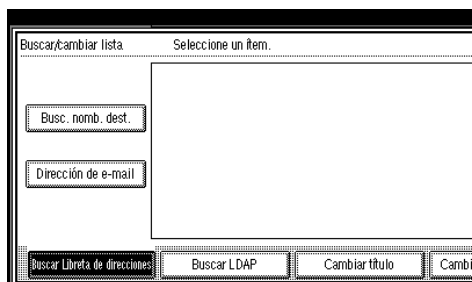 Buscar/cambiar lista Seleccione un ítem.
Busc. nomb. dest.
Dirección de e-mail
Buscar Libreta de direcciones Buscar LDAP Cambiar título Cambi